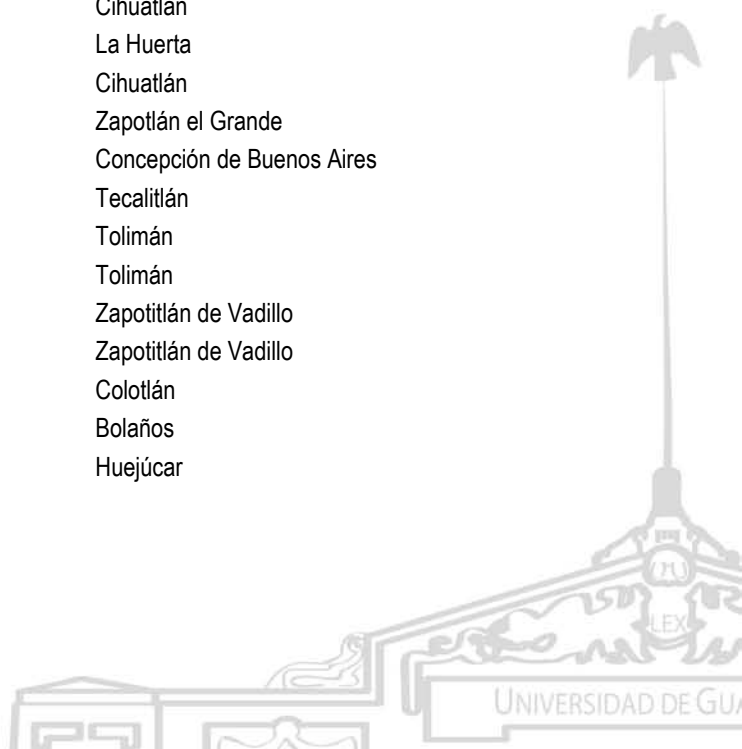 Cihuatlán
La Huerta
Cihuatlán
Zapotlán el Grande
Concepción de Buenos Aires
Tecalitlán
Tolimán
Tolimán
Zapotitlán de Vadillo
Zapotitlán de Vadillo
Colotlán
Bolaños
Huejúcar
LEX
UNIVERSIDAD DE GUA